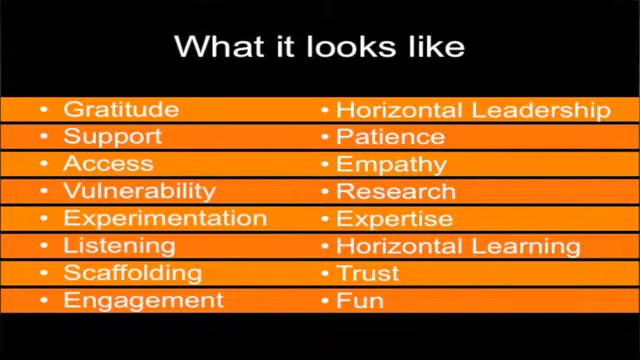 What it looks like
• Gratitude
• Support
• Access
• Vulnerability
• Experimentation
• Listening
• Scaffolding
• Engagement
• Horizontal Leadership
• Patience
• Empathy
• Research
• Expertise
• Horizontal Learning
• Trust
• Fun